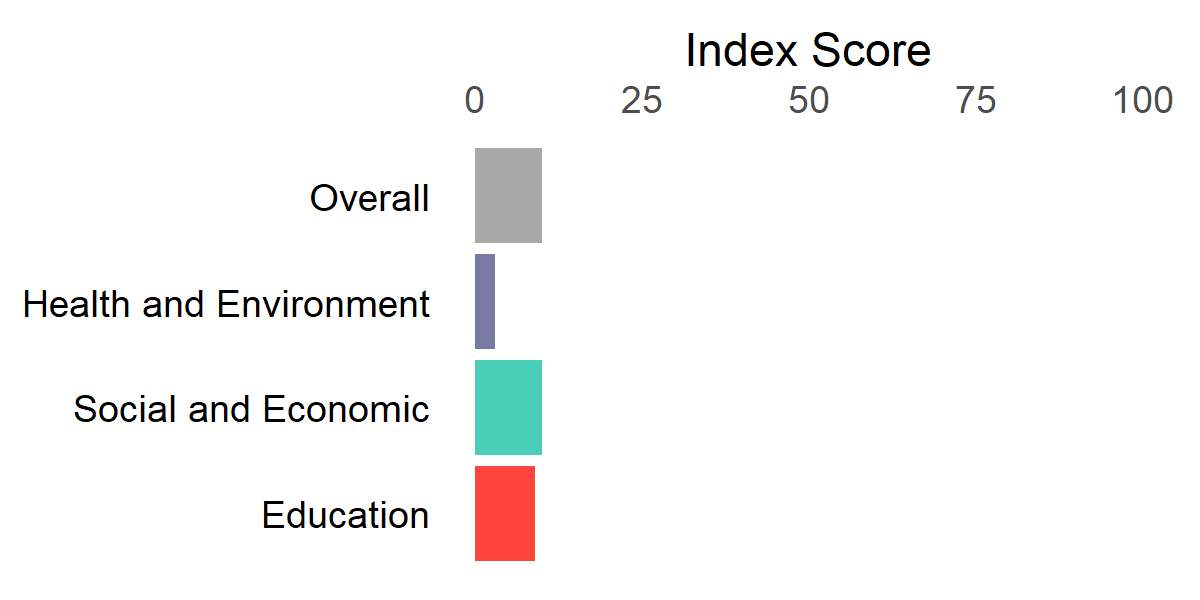 Index Score
0 25 50 75 100
Overall
Health and Environment
Social and Economic
Education